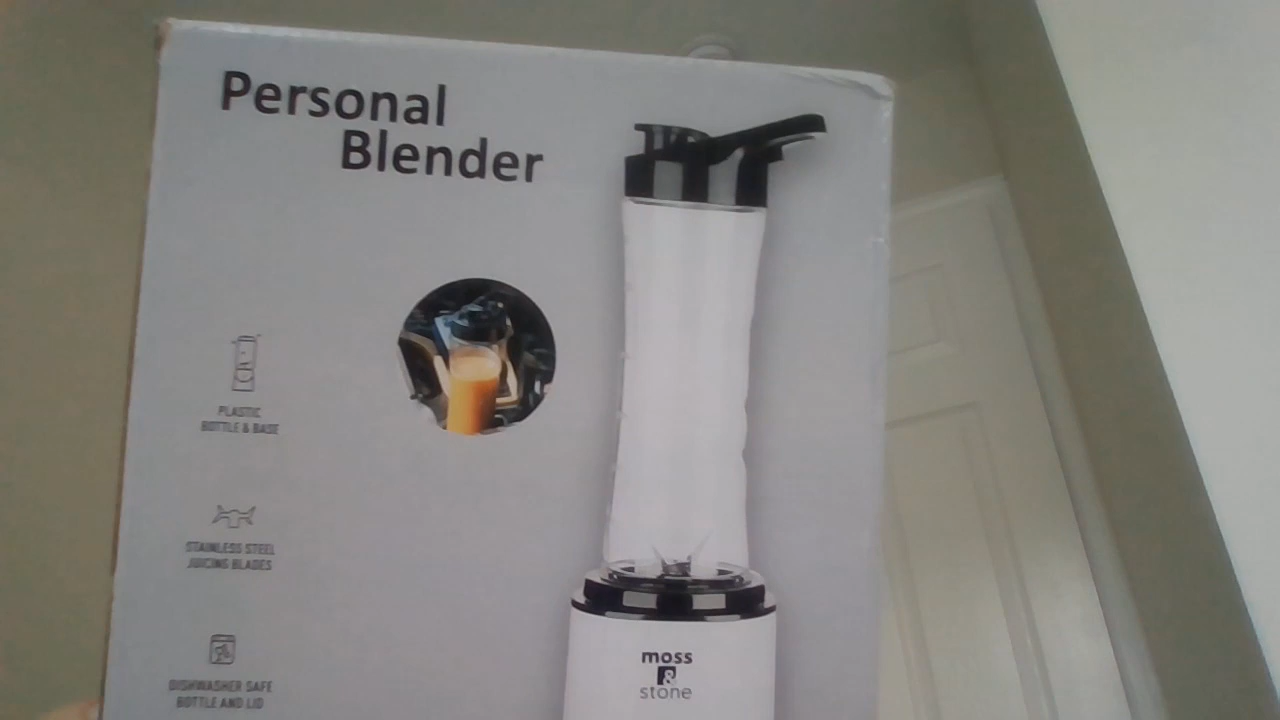 Personal
Blender
PLASTIC
BOTTLE & BASE
STAINLESS STEEL
JUICING BLADES
DISHWASHER SAFE
BOTTLE AND LID
moss
&
stone